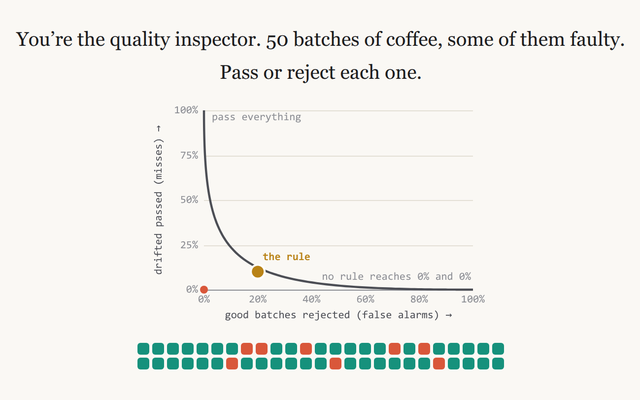 You’re the quality inspector. 50 batches of coffee, some of them faulty.
Pass or reject each one.
100%
pass everything
75%
50%
25%
the rule
no rule reaches 0% and 0%
0%
drifted passed (misses) →
0% 20% 40% 60% 80% 100%
good batches rejected (false alarms) →